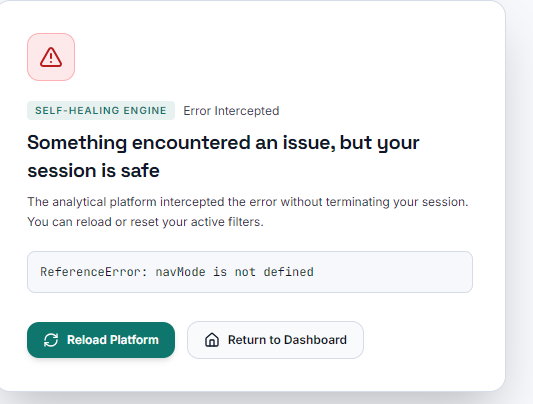 SELF-HEALING ENGINE Error Intercepted
Something encountered an issue, but your
session is safe
The analytical platform intercepted the error without terminating your session.
You can reload or reset your active filters.
ReferenceError: navMode is not defined
Reload Platform Return to Dashboard